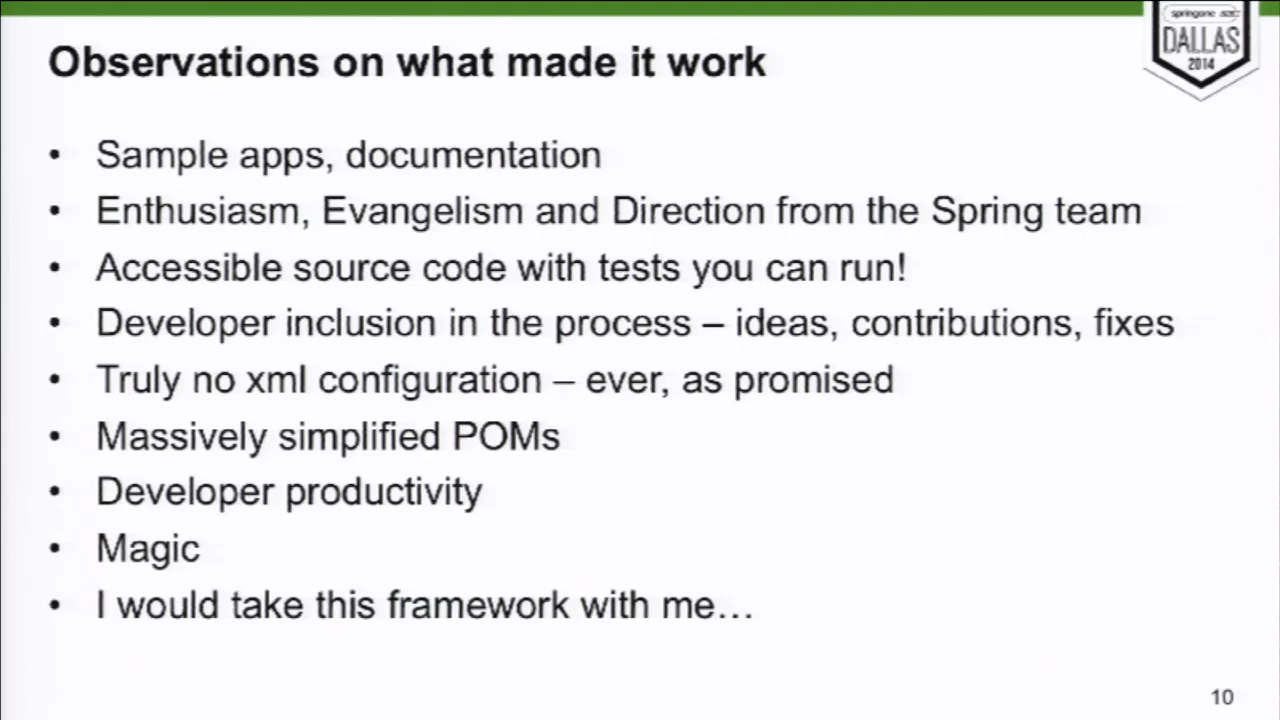 springone
DALLAS
2014
Observations on what made it work
• Sample apps, documentation
• Enthusiasm, Evangelism and Direction from the Spring team
• Accessible source code with tests you can run!
• Developer inclusion in the process – ideas, contributions, fixes
• Truly no xml configuration – ever, as promised
• Massively simplified POMs
• Developer productivity
• Magic
• I would take this framework with me…
10